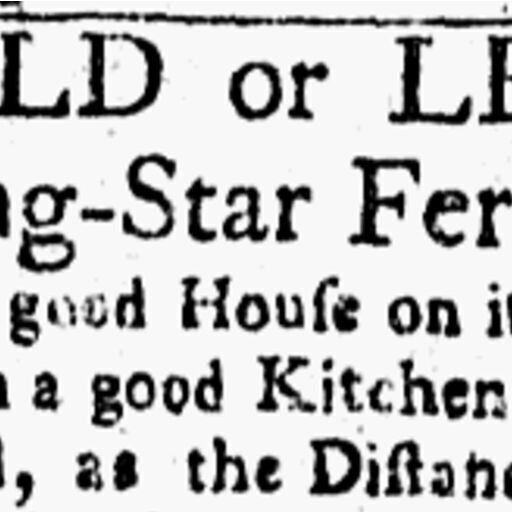 LD or LE
ng-Star Fer
good Houſe on it
a good Kitchen
, as the Diſtanc